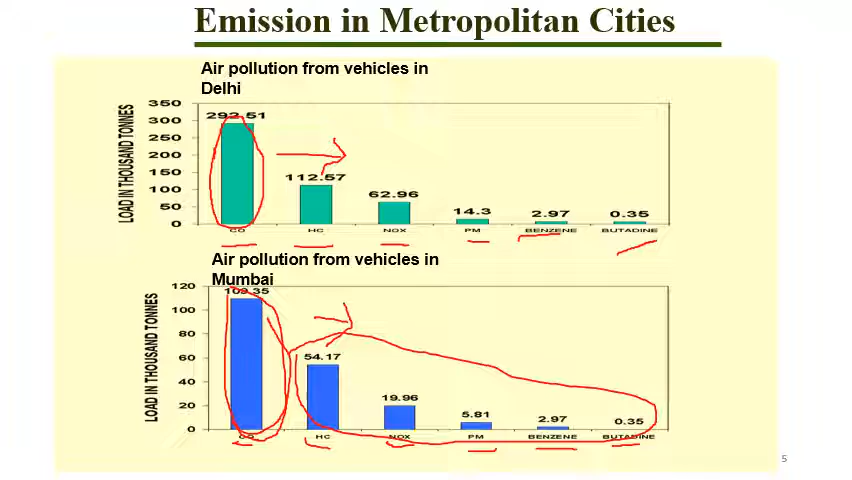 Emission in Metropolitan Cities
Air pollution from vehicles in
Delhi
LOAD IN THOUSAND TONNES
350
300
250
200
150
100
50
0
292.51
112.57
62.96
14.3
2.97
0.35
CO
HC
NOX
PM
BENZENE
BUTADINE
Air pollution from vehicles in
Mumbai
LOAD IN THOUSAND TONNES
120
100
80
60
40
20
0
109.35
54.17
19.96
5.81
2.97
0.35
CO
HC
NOX
PM
BENZENE
BUTADINE
5